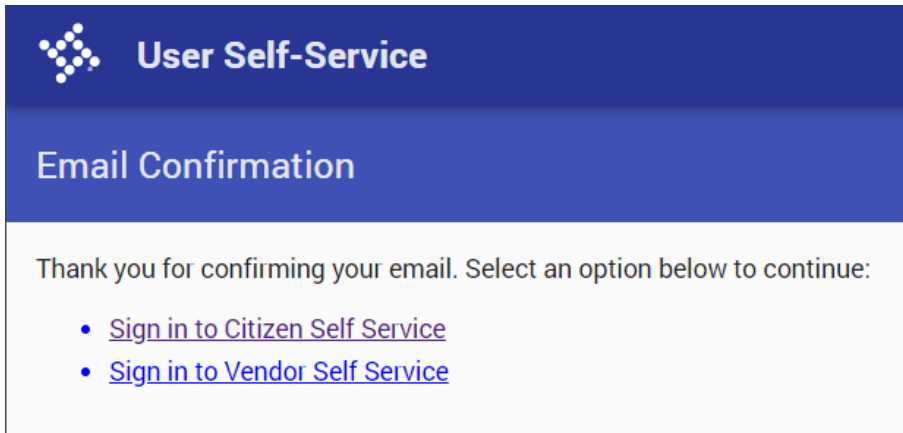 User Self-Service
Email Confirmation
Thank you for confirming your email. Select an option below to continue:
Sign in to Citizen Self Service
Sign in to Vendor Self Service